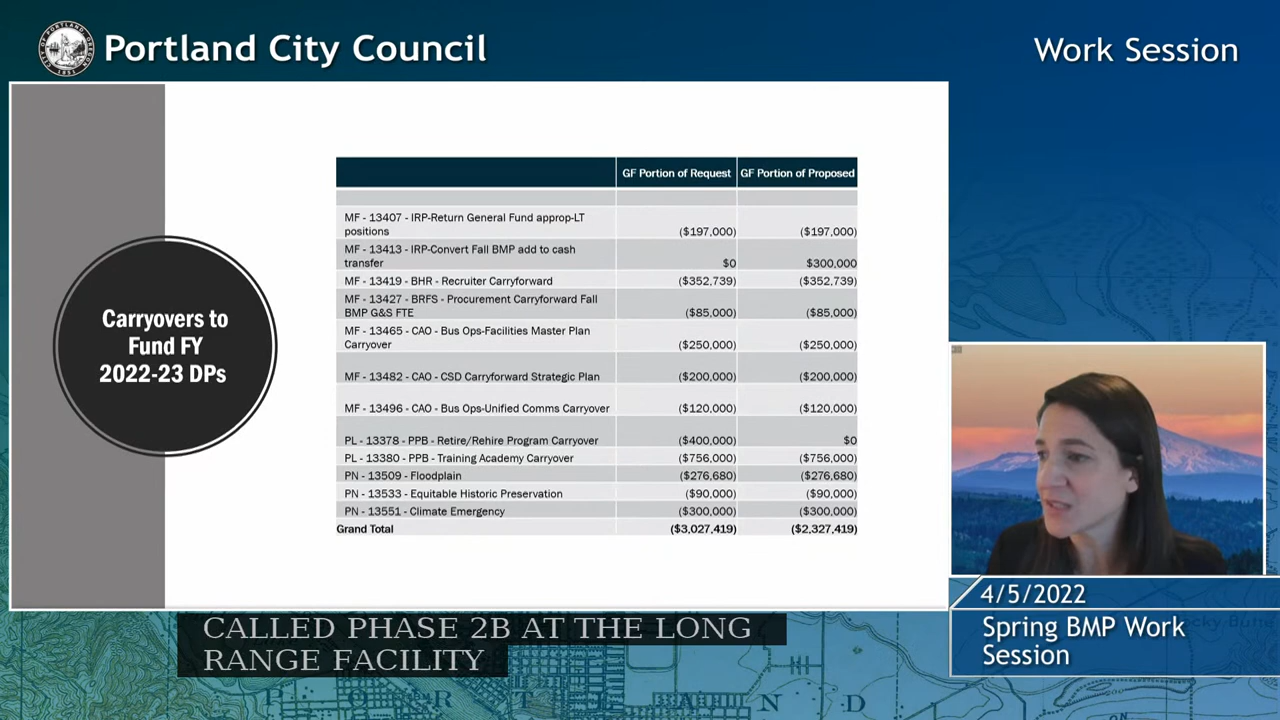 Portland City Council
Work Session
GF Portion of Request GF Portion of Proposed
MF - 13407 - IRP-Return General Fund approp-LT
positions ($197,000) ($197,000)
MF - 13413 - IRP-Convert Fall BMP add to cash
transfer $0 $300,000
MF - 13419 - BHR - Recruiter Carryforward ($352,739) ($352,739)
MF - 13427 - BRFS - Procurement Carryforward Fall
BMP G&S FTE ($85,000) ($85,000)
MF - 13465 - CAO - Bus Ops-Facilities Master Plan
Carryover ($250,000) ($250,000)
MF - 13482 - CAO - CSD Carryforward Strategic Plan ($200,000) ($200,000)
MF - 13496 - CAO - Bus Ops-Unified Comms Carryover ($120,000) ($120,000)
PL - 13378 - PPB - Retire/Rehire Program Carryover ($400,000) $0
PL - 13380 - PPB - Training Academy Carryover ($756,000) ($756,000)
PN - 13509 - Floodplain ($276,680) ($276,680)
PN - 13533 - Equitable Historic Preservation ($90,000) ($90,000)
PN - 13551 - Climate Emergency ($300,000) ($300,000)
Grand Total ($3,027,419) ($2,327,419)
Carryovers to
Fund FY
2022-23 DPs
4/5/2022
Spring BMP Work
Session
CALLED PHASE 2B AT THE LONG
RANGE FACILITY